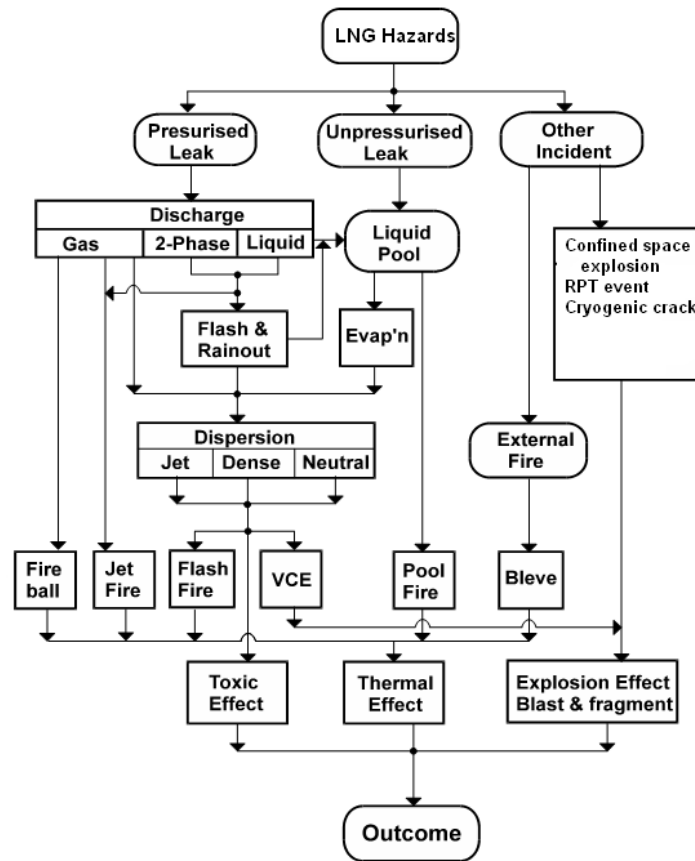 LNG Hazards
Presurised
Leak
Unpressurised
Leak
Other
Incident
Discharge
Gas
2-Phase
Liquid
Liquid
Pool
Confined space
explosion
RPT event
Cryogenic crack
Flash &
Rainout
Evap'n
Dispersion
Jet
Dense
Neutral
External
Fire
Fire
ball
Jet
Fire
Flash
Fire
VCE
Pool
Fire
Bleve
Toxic
Effect
Thermal
Effect
Explosion Effect
Blast & fragment
Outcome